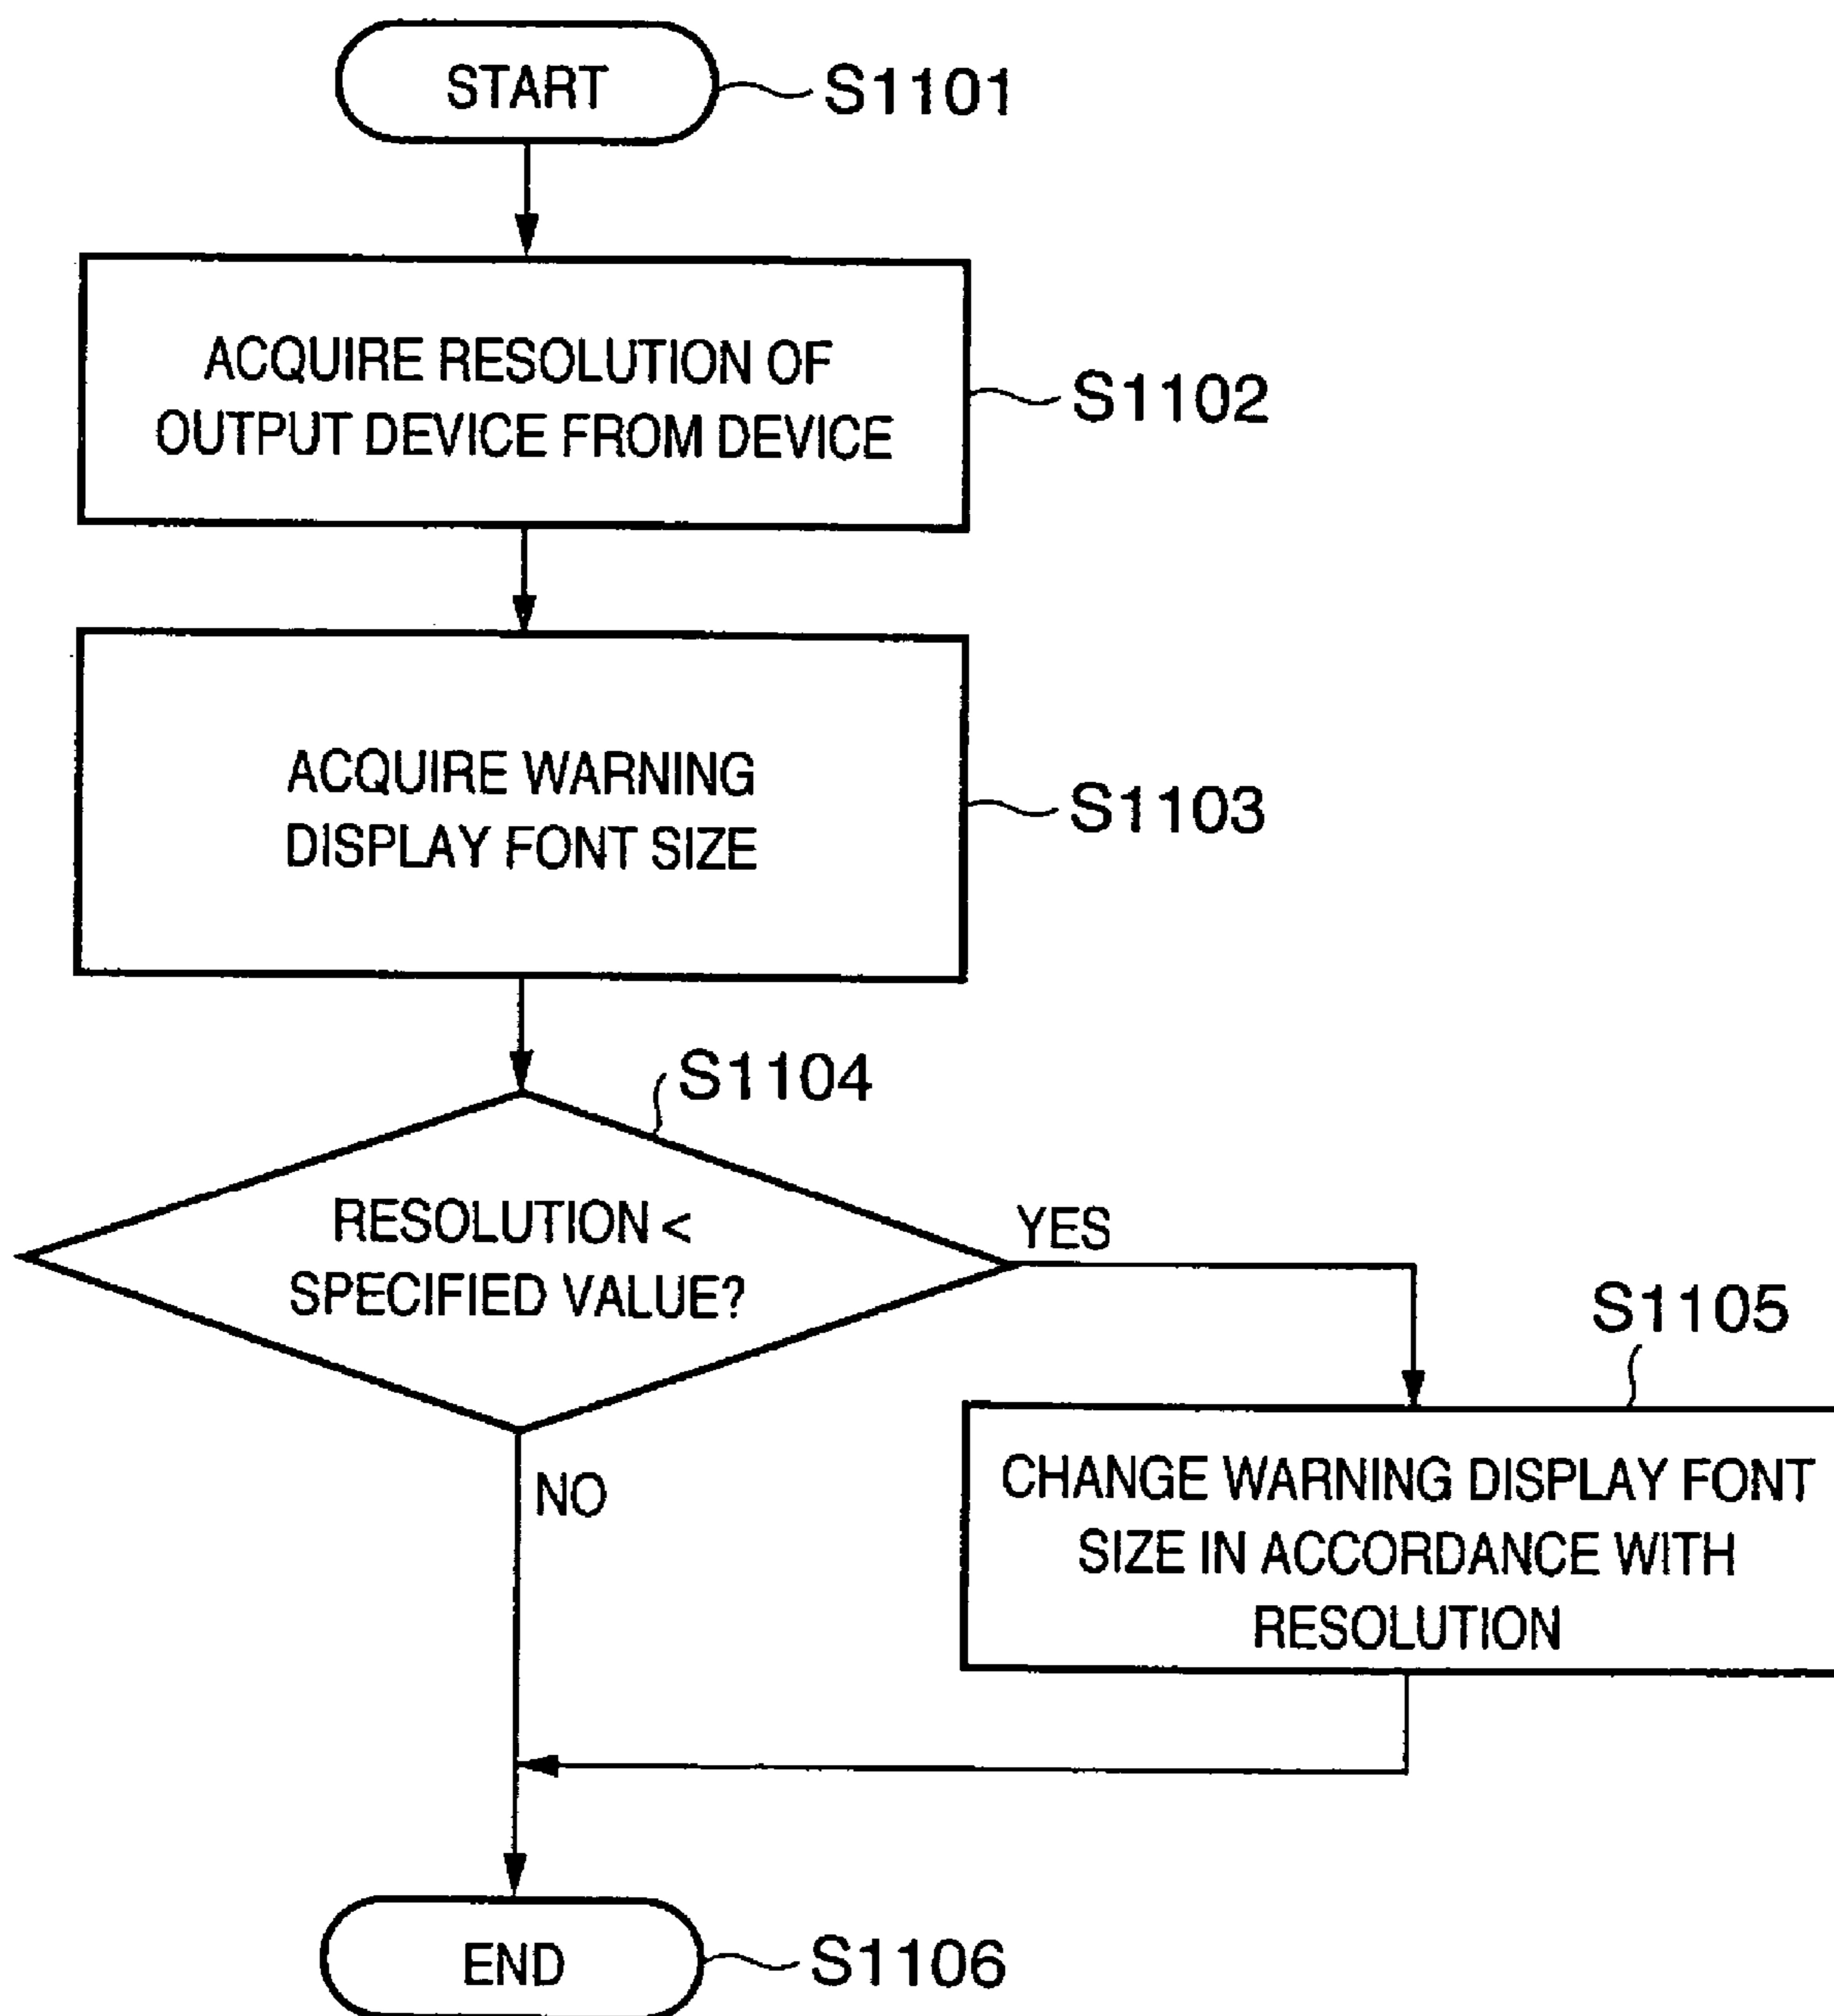 START
S1101
ACQUIRE RESOLUTION OF
OUTPUT DEVICE FROM DEVICE
S1102
ACQUIRE WARNING
DISPLAY FONT SIZE
S1103
S1104
RESOLUTION <
SPECIFIED VALUE?
YES
NO
S1105
CHANGE WARNING DISPLAY FONT
SIZE IN ACCORDANCE WITH
RESOLUTION
END
S1106